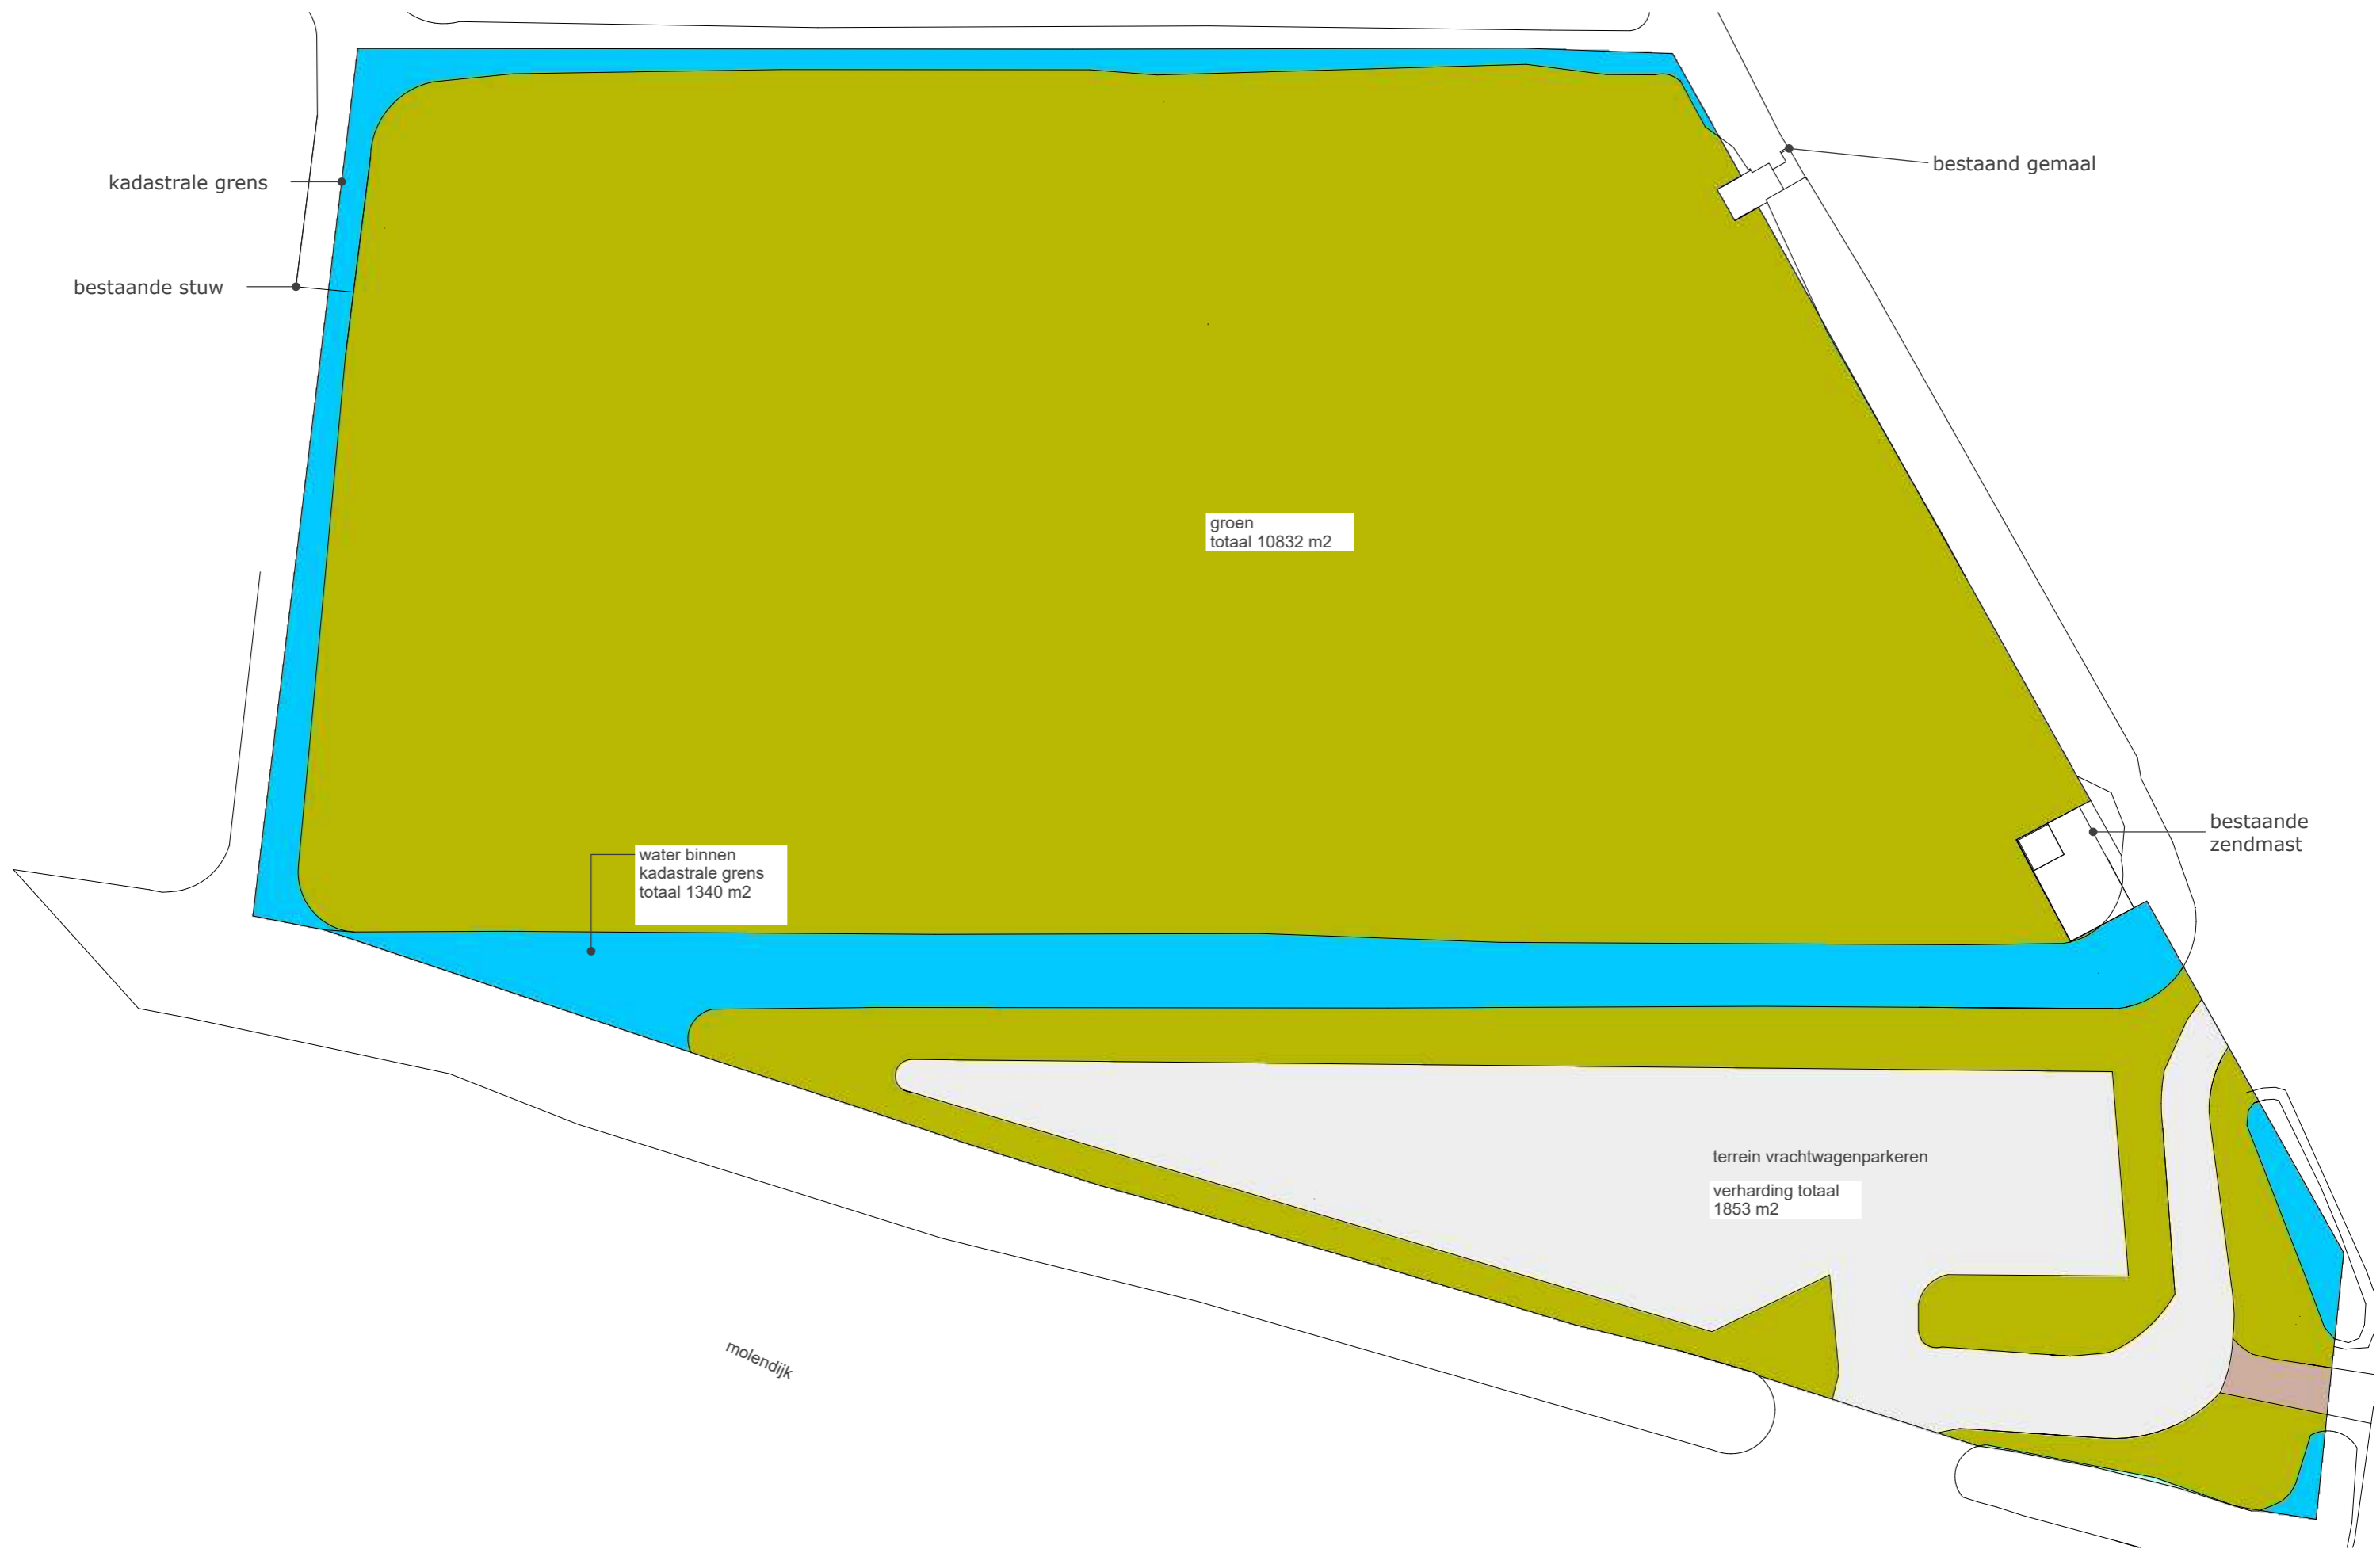 bestaand gemaal
kadastrale grens
bestaande stuw
groen
totaal 10832 m2
bestaande
zendmast
water binnen
kadastrale grens
totaal 1340 m2
terrein vrachtwagenparkeren
verharding totaal
1853 m2
molendijk